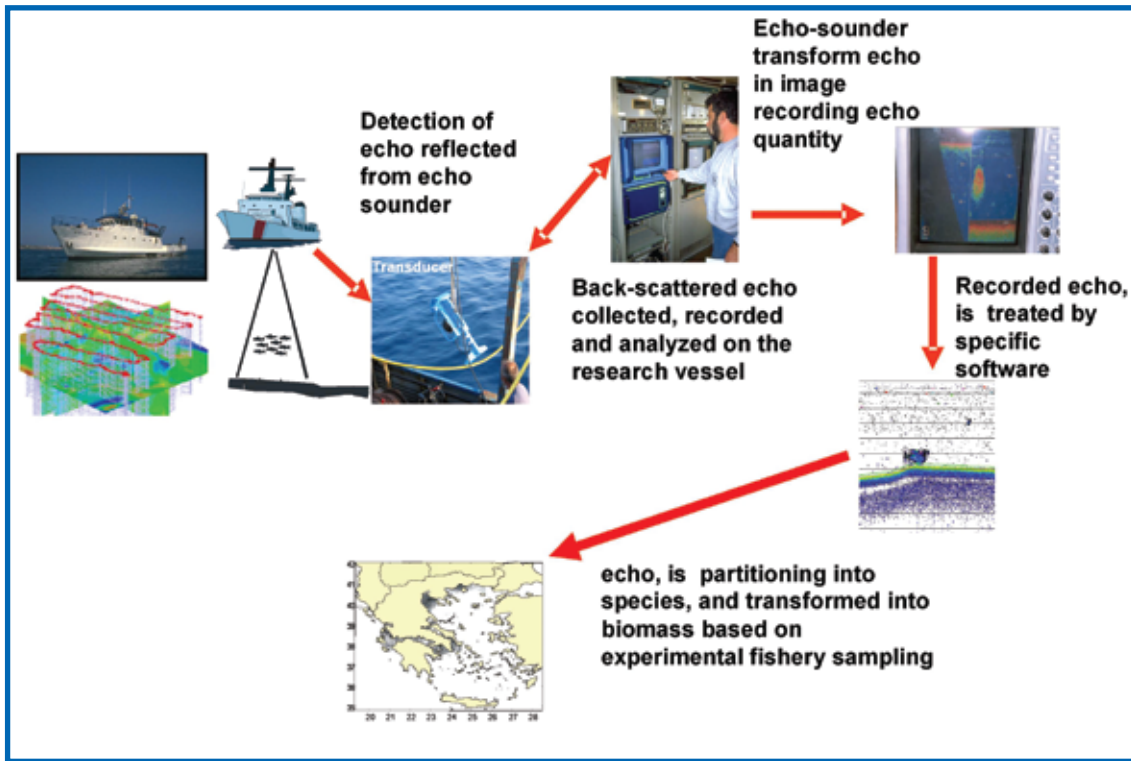 Echo-sounder
transform echo
in image
recording echo
quantity
Detection of
echo reflected
from echo
sounder
Transducer
Back-scattered echo
collected, recorded
and analyzed on the
research vessel
Recorded echo,
is treated by
specific
software
echo, is partitioning into
species, and transformed into
biomass based on
experimental fishery sampling
20 21 22 23 24 25 26 27 28